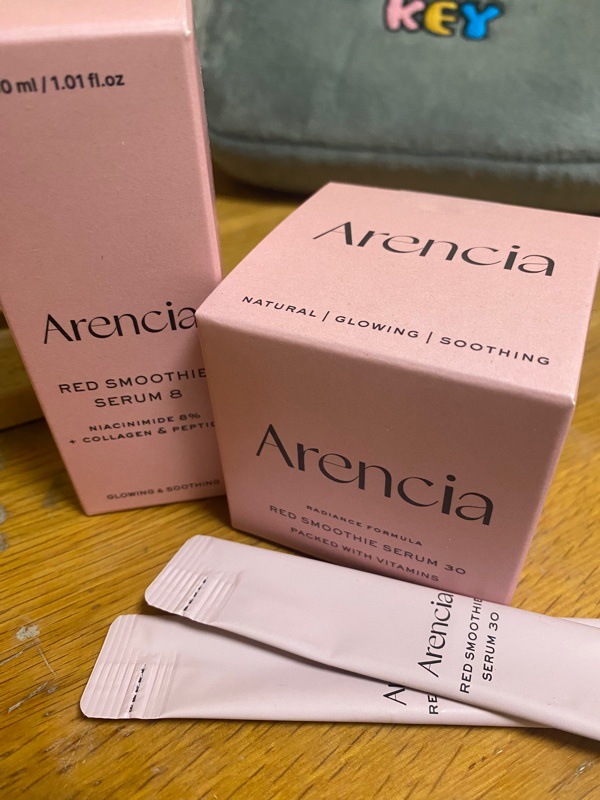 KEY
0 ml / 1.01 fl.oz
Arencia
RED SMOOTHIE
SERUM 8
NIACINIMIDE 8%
+ COLLAGEN & PEPTI
GLOWING & SOOTHING
Arencia
NATURAL | GLOWING | SOOTHING
Arencia
RADIANCE FORMULA
RED SMOOTHIE SERUM 30
PACKED WITH VITAMINS
Arencia
RED SMOOTHIE
SERUM 30
A
RE